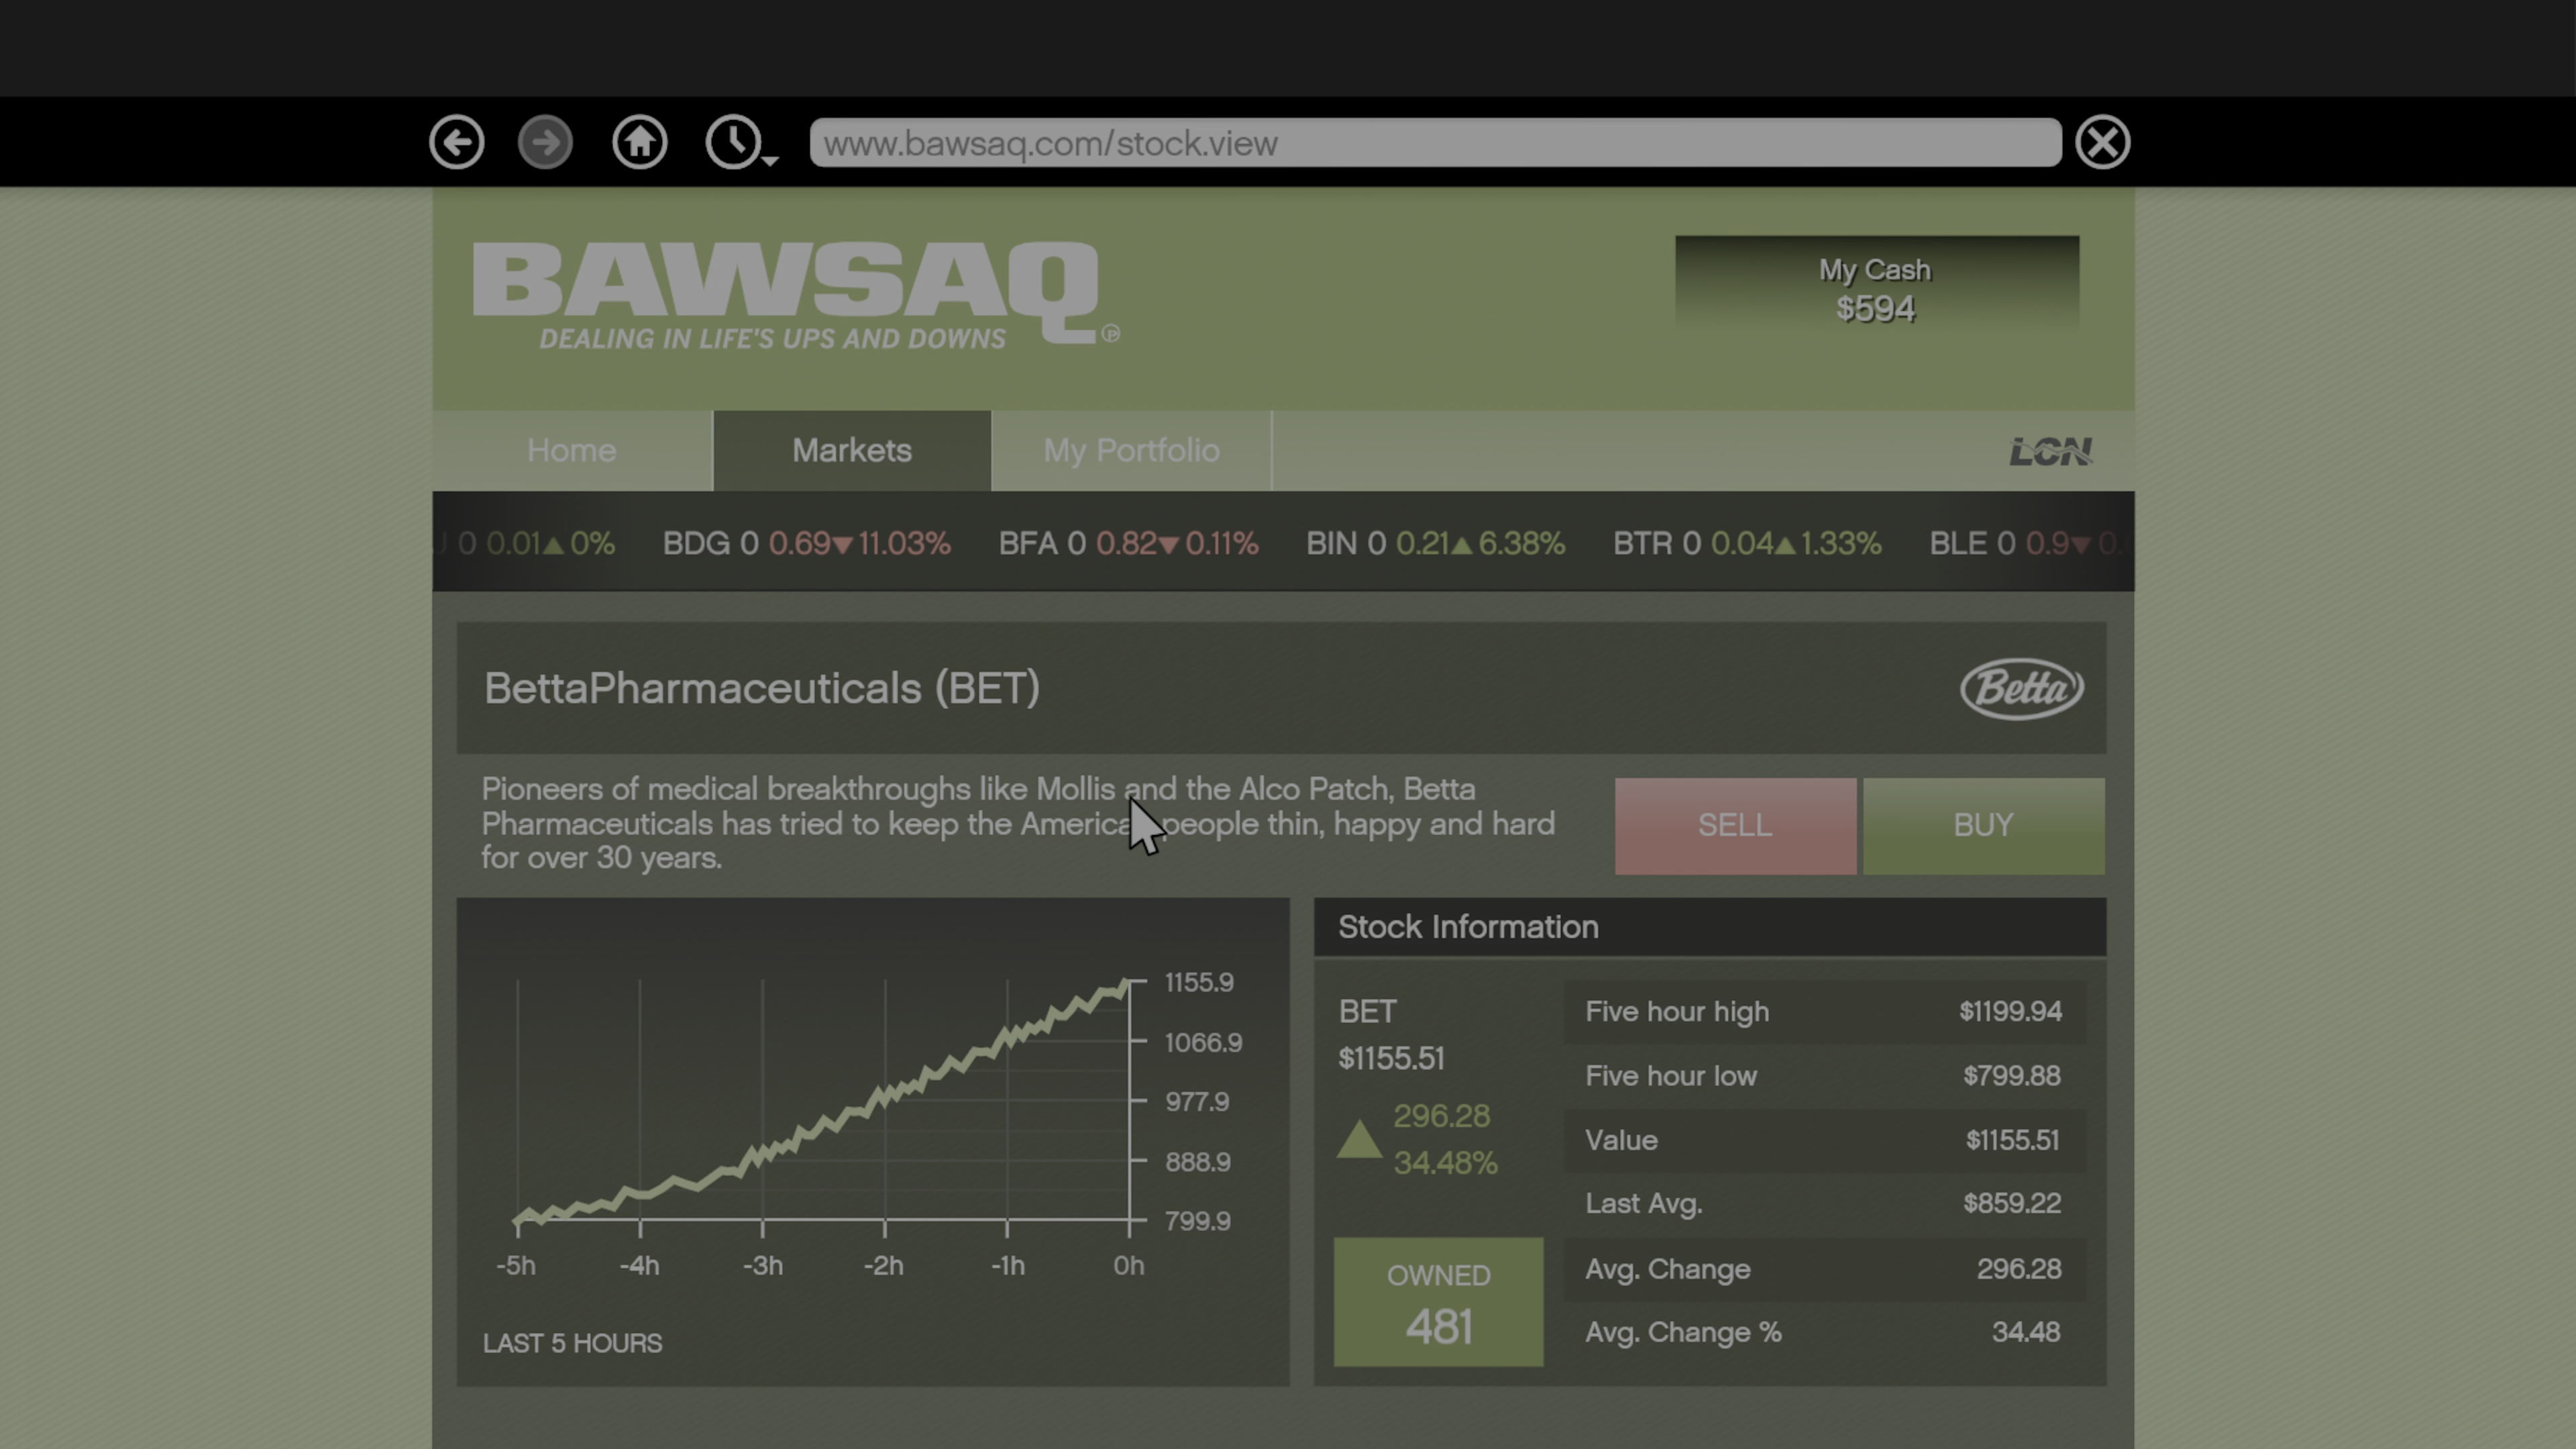 www.bawsaq.com/stock.view
BAWSAQ
DEALING IN LIFE'S UPS AND DOWNS
My Cash
$594
Home
Markets
My Portfolio
LCN
0 0.01▲0%
BDG 0 0.69▼11.03%
BFA 0 0.82▼0.11%
BIN 0 0.21▲6.38%
BTR 0 0.04▲1.33%
BLE 0 0.9▼
BettaPharmaceuticals (BET)
Betta
Pioneers of medical breakthroughs like Mollis and the Alco Patch, Betta
Pharmaceuticals has tried to keep the American people thin, happy and hard
for over 30 years.
SELL
BUY
1155.9
1066.9
977.9
888.9
799.9
-5h
-4h
-3h
-2h
-1h
0h
LAST 5 HOURS
Stock Information
BET
$1155.51
▲ 296.28
34.48%
OWNED
481
Five hour high $1199.94
Five hour low $799.88
Value $1155.51
Last Avg. $859.22
Avg. Change 296.28
Avg. Change % 34.48